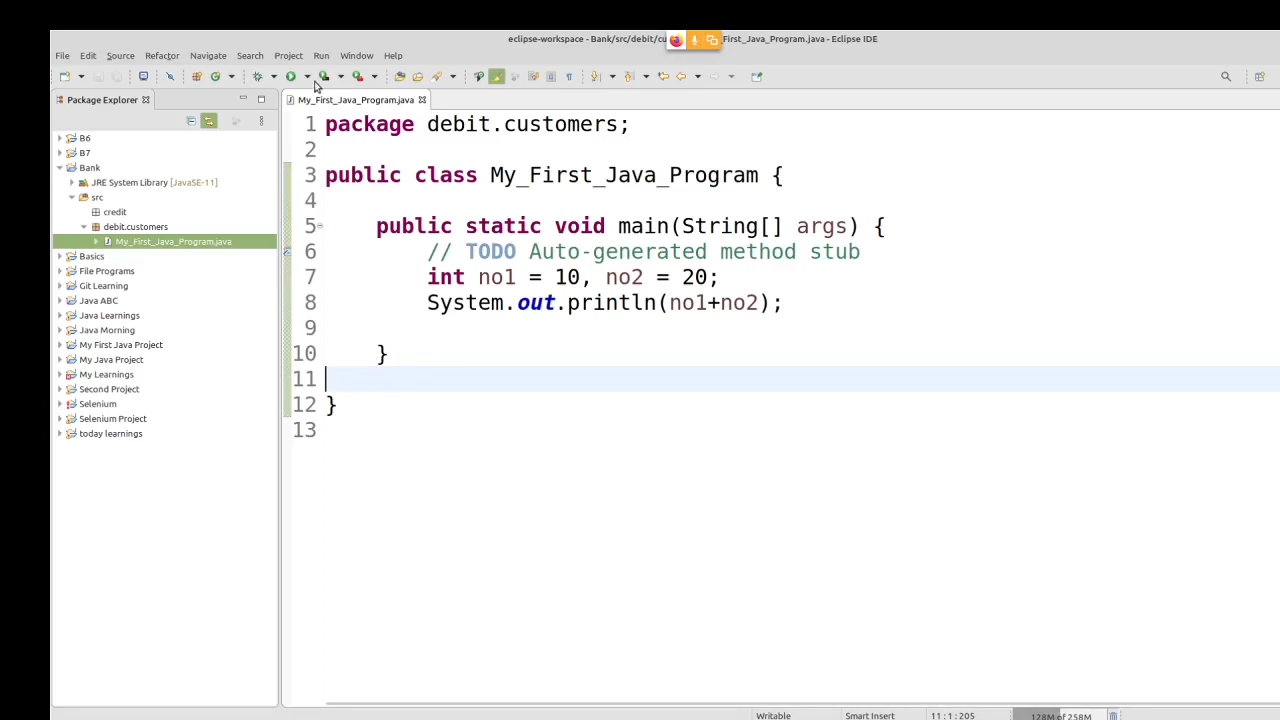 eclipse-workspace - Bank/src/debit/cu First_Java_Program.java - Eclipse IDE
File Edit Source Refactor Navigate Search Project Run Window Help
Package Explorer
My_First_Java_Program.java
B6
B7
Bank
JRE System Library [JavaSE-11]
src
credit
debit.customers
My_First_Java_Program.java
Basics
File Programs
Git Learning
Java ABC
Java Learnings
Java Morning
My First Java Project
My Java Project
My Learnings
Second Project
Selenium
Selenium Project
today learnings
1 package debit.customers;
2
3 public class My_First_Java_Program {
4
5 public static void main(String[] args) {
6 // TODO Auto-generated method stub
7 int no1 = 10, no2 = 20;
8 System.out.println(no1+no2);
9
10 }
11
12 }
13
Writable Smart Insert 11:1:205 128M of 258M